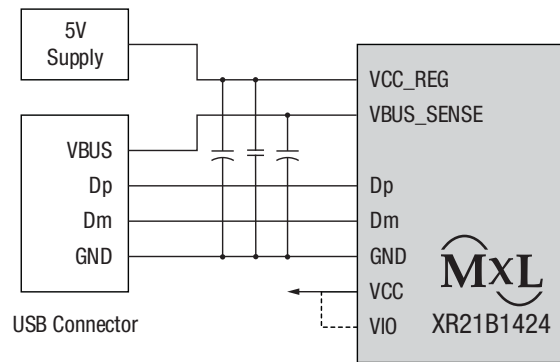 5V
Supply
VCC_REG
VBUS_SENSE
VBUS
Dp
Dp
Dm
Dm
GND
GND
MXL
VCC
USB Connector
VIO
XR21B1424